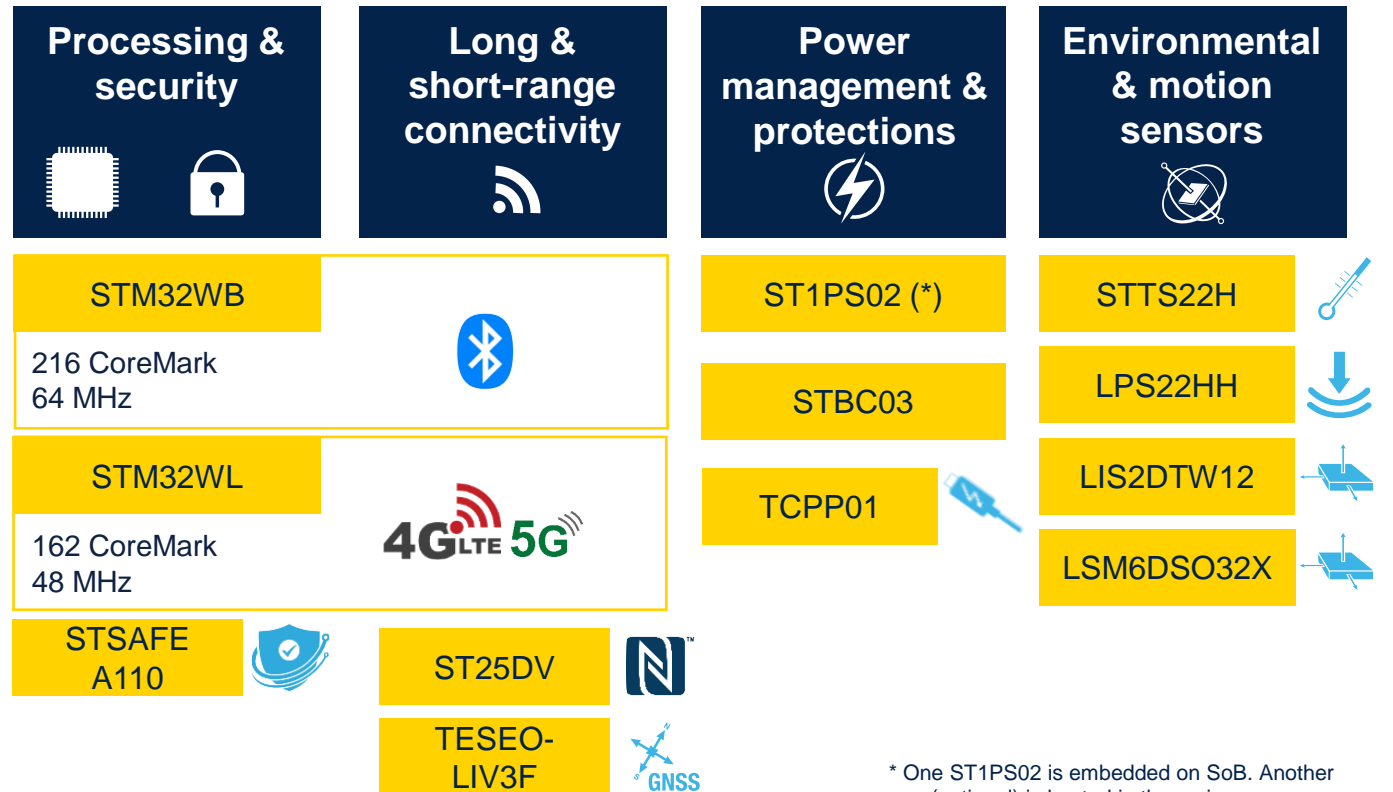 Processing &
security
Long &
short-range
connectivity
Power
management &
protections
Environmental
& motion
sensors
STM32WB
216 CoreMark
64 MHz
STM32WL
162 CoreMark
48 MHz
4G LTE 5G
STSAFE
A110
ST25DV
N™
TESEO-
LIV3F
N
S
GNSS
ST1PS02 (*)
STBC03
TCPP01
STTS22H
LPS22HH
LIS2DTW12
LSM6DSO32X
* One ST1PS02 is embedded on SoB. Another